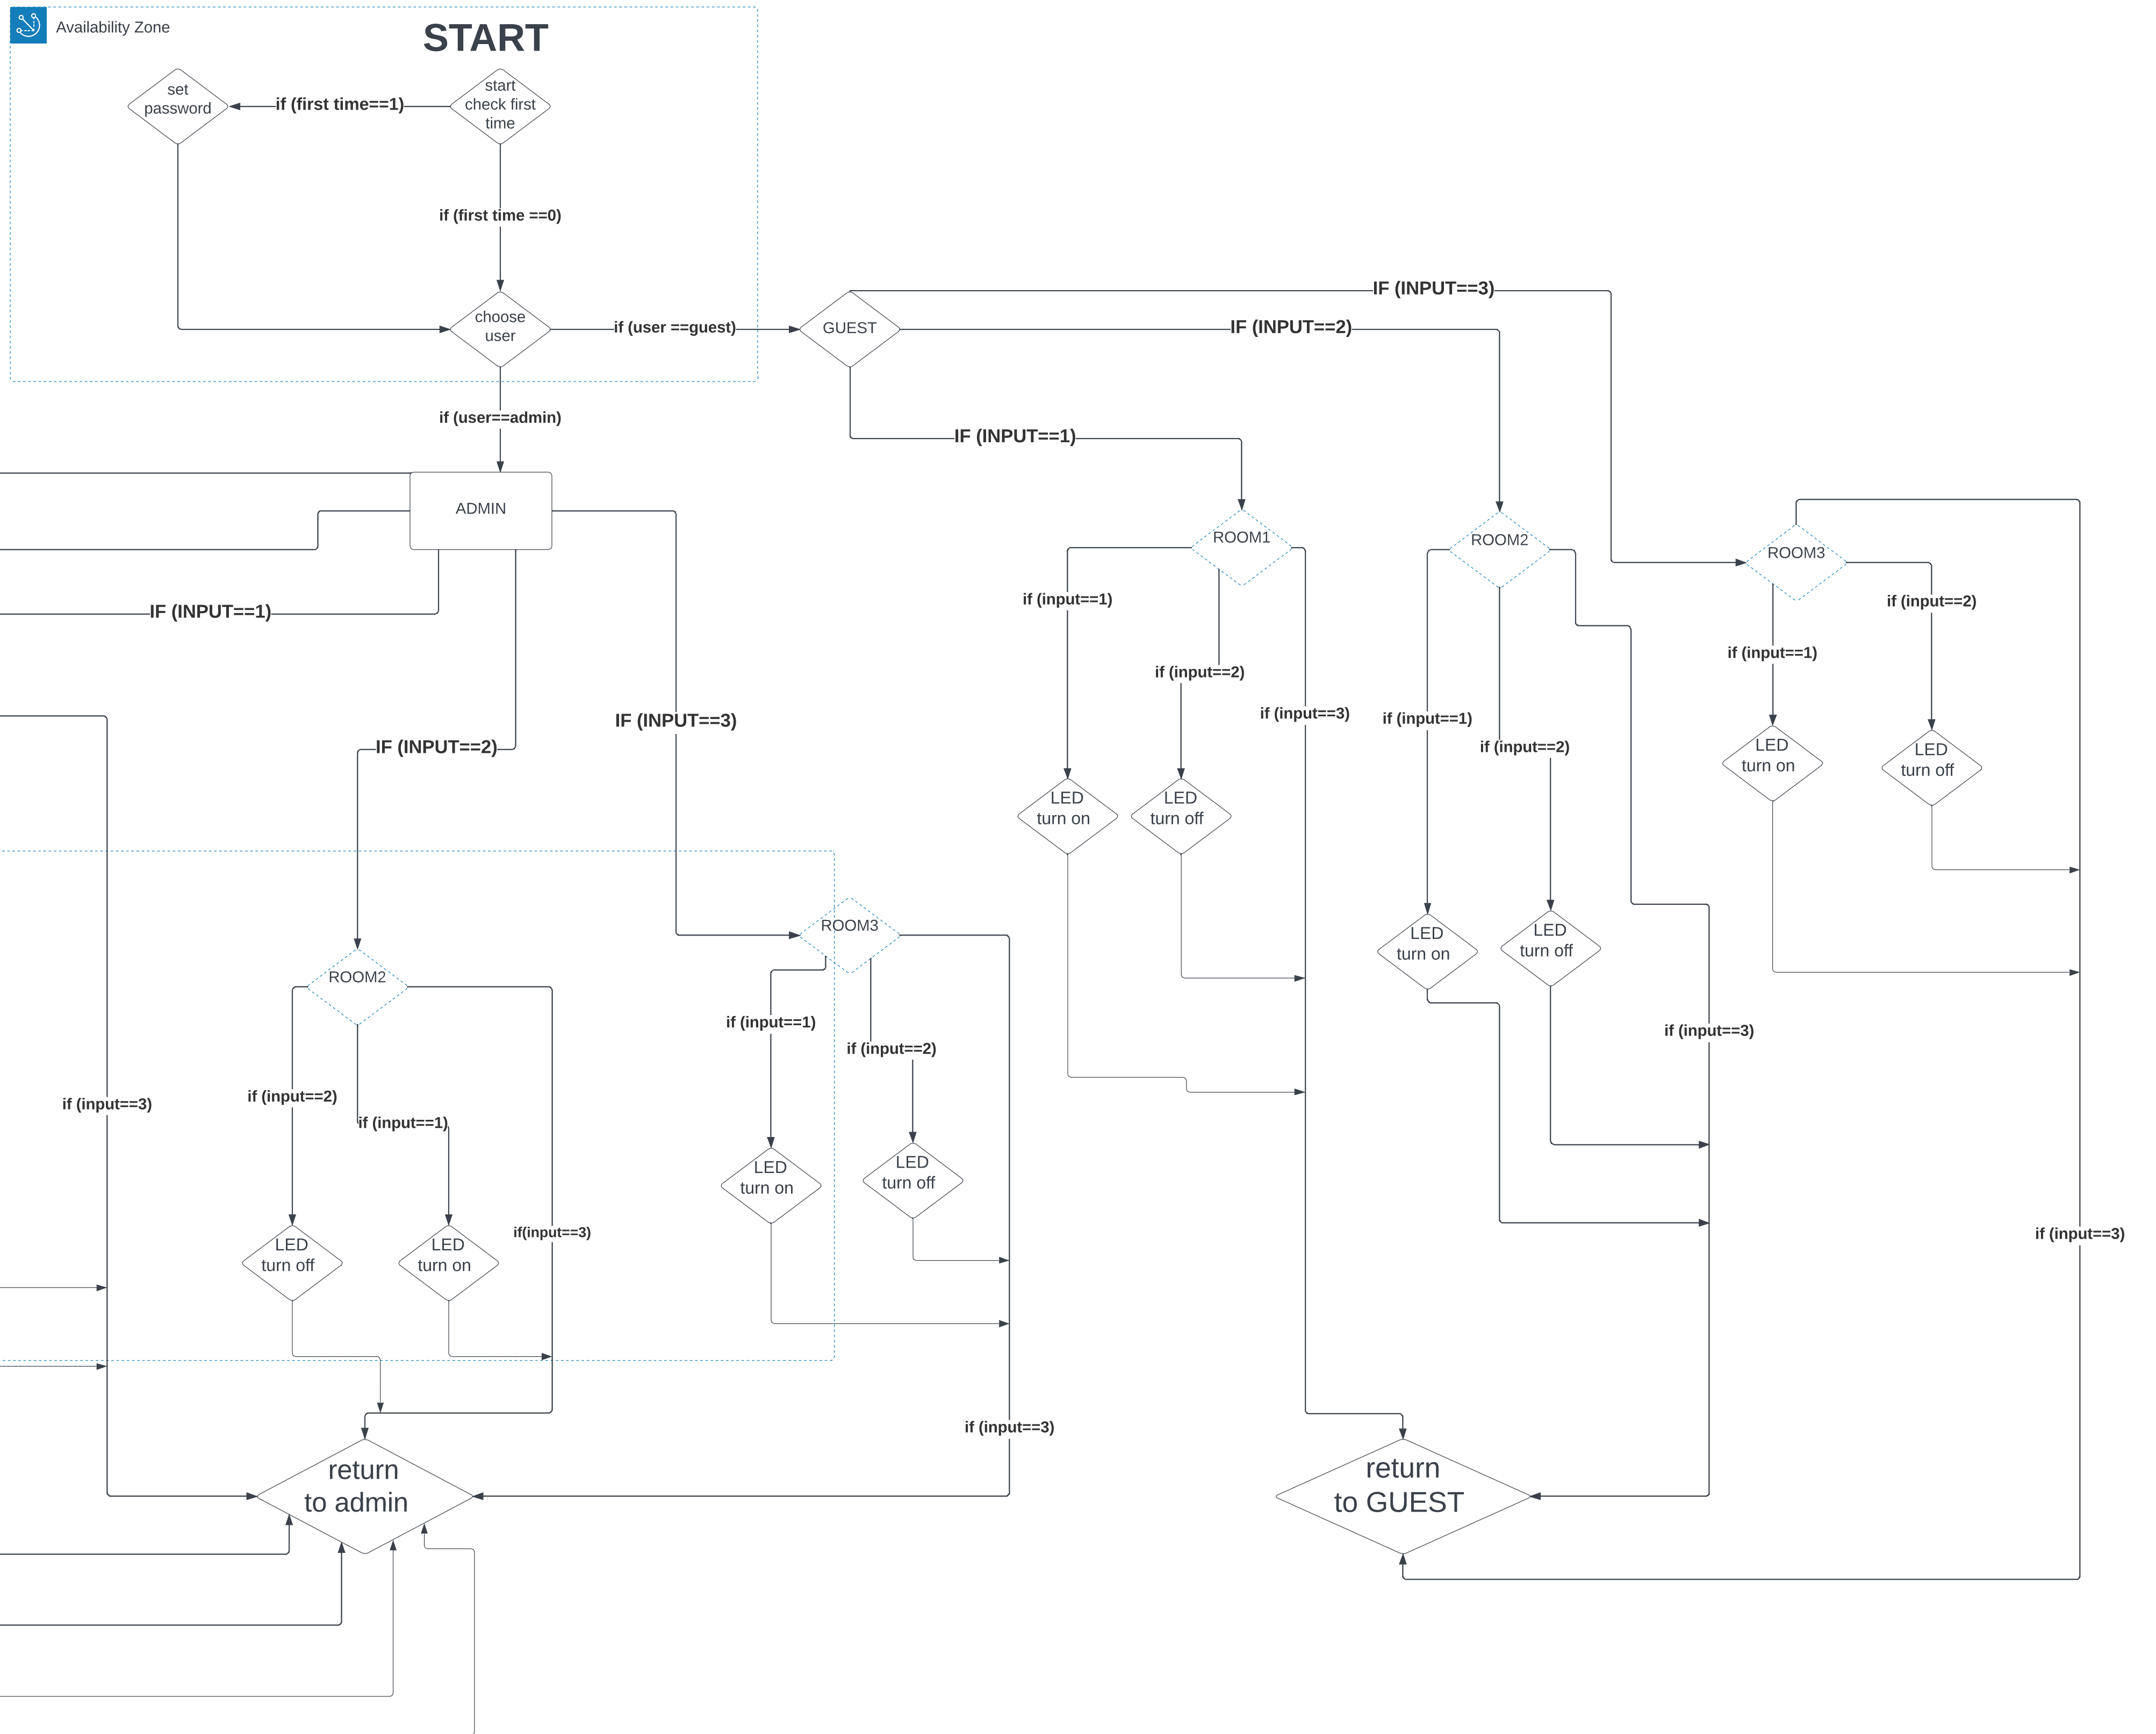 Availability Zone
START
set
password
if (first time==1)
start
check first
time
if (first time ==0)
choose
user
if (user ==guest)
GUEST
IF (INPUT==3)
IF (INPUT==2)
if (user==admin)
IF (INPUT==1)
ADMIN
ROOM1
ROOM2
ROOM3
if (input==1)
if (input==2)
IF (INPUT==1)
if (input==1)
if (input==2)
if (input==3)
if (input==1)
if (input==2)
IF (INPUT==3)
IF (INPUT==2)
LED
turn on
LED
turn off
LED
turn on
LED
turn off
ROOM3
LED
turn on
LED
turn off
ROOM2
if (input==1)
if (input==2)
if (input==3)
if (input==3)
if (input==2)
if (input==1)
LED
turn on
LED
turn off
if(input==3)
if (input==3)
LED
turn off
LED
turn on
if (input==3)
return
to admin
return
to GUEST